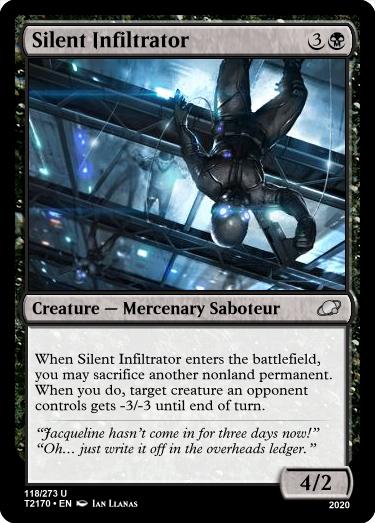 Silent Infiltrator 3
Creature — Mercenary Saboteur
When Silent Infiltrator enters the battlefield,
you may sacrifice another nonland permanent.
When you do, target creature an opponent
controls gets -3/-3 until end of turn.
“Jacqueline hasn’t come in for three days now!”
“Oh… just write it off in the overheads ledger.”
4/2
118/273 U
T2170 • EN Ian Llanas
2020